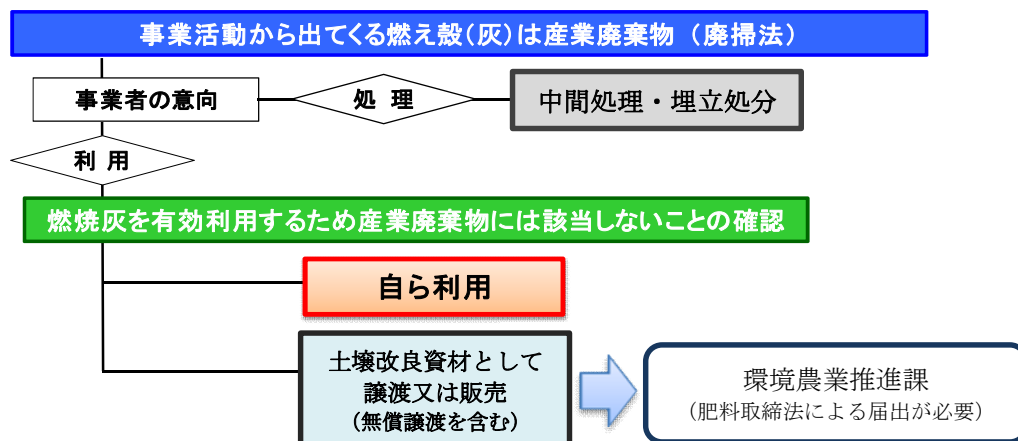 事業活動から出てくる燃え殻（灰）は産業廃棄物 （廃掃法）
事業者の意向
処 理
中間処理・埋立処分
利 用
燃焼灰を有効利用するため産業廃棄物には該当しないことの確認
自ら利用
土壌改良資材として
譲渡又は販売
（無償譲渡を含む）
環境農業推進課
（肥料取締法による届出が必要）